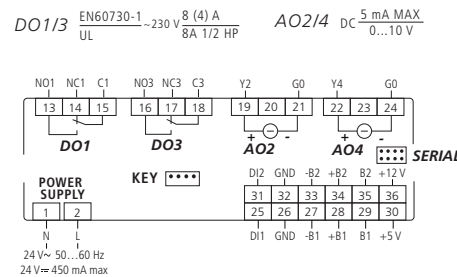 DO1/3 EN60730-1 UL ~230 V 8 (4) A 8A 1/2 HP AO2/4 DC 5 mA MAX 0...10 V
NO1 NC1 C1 NO3 NC3 C3 Y2 G0 Y4 G0
13 14 15 16 17 18 19 20 21 22 23 24
+ - + -
DO1 DO3 AO2 AO4 SERIAL
KEY DI2 GND -B2 +B2 B2 +12 V
POWER SUPPLY
31 32 33 34 35 36
1 2 25 26 27 28 29 30
N L DI1 GND -B1 +B1 B1 +5 V
24 V~ 50...60 Hz
24 V⎓ 450 mA max